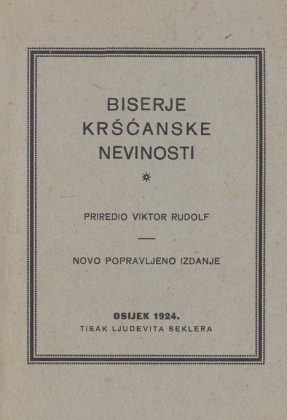 BISERJE
KRŠĆANSKE
NEVINOSTI
*
PRIREDIO VIKTOR RUDOLF
NOVO POPRAVLJENO IZDANJE
OSIJEK 1924.
TISAK LJUDEVITA SEKLERA